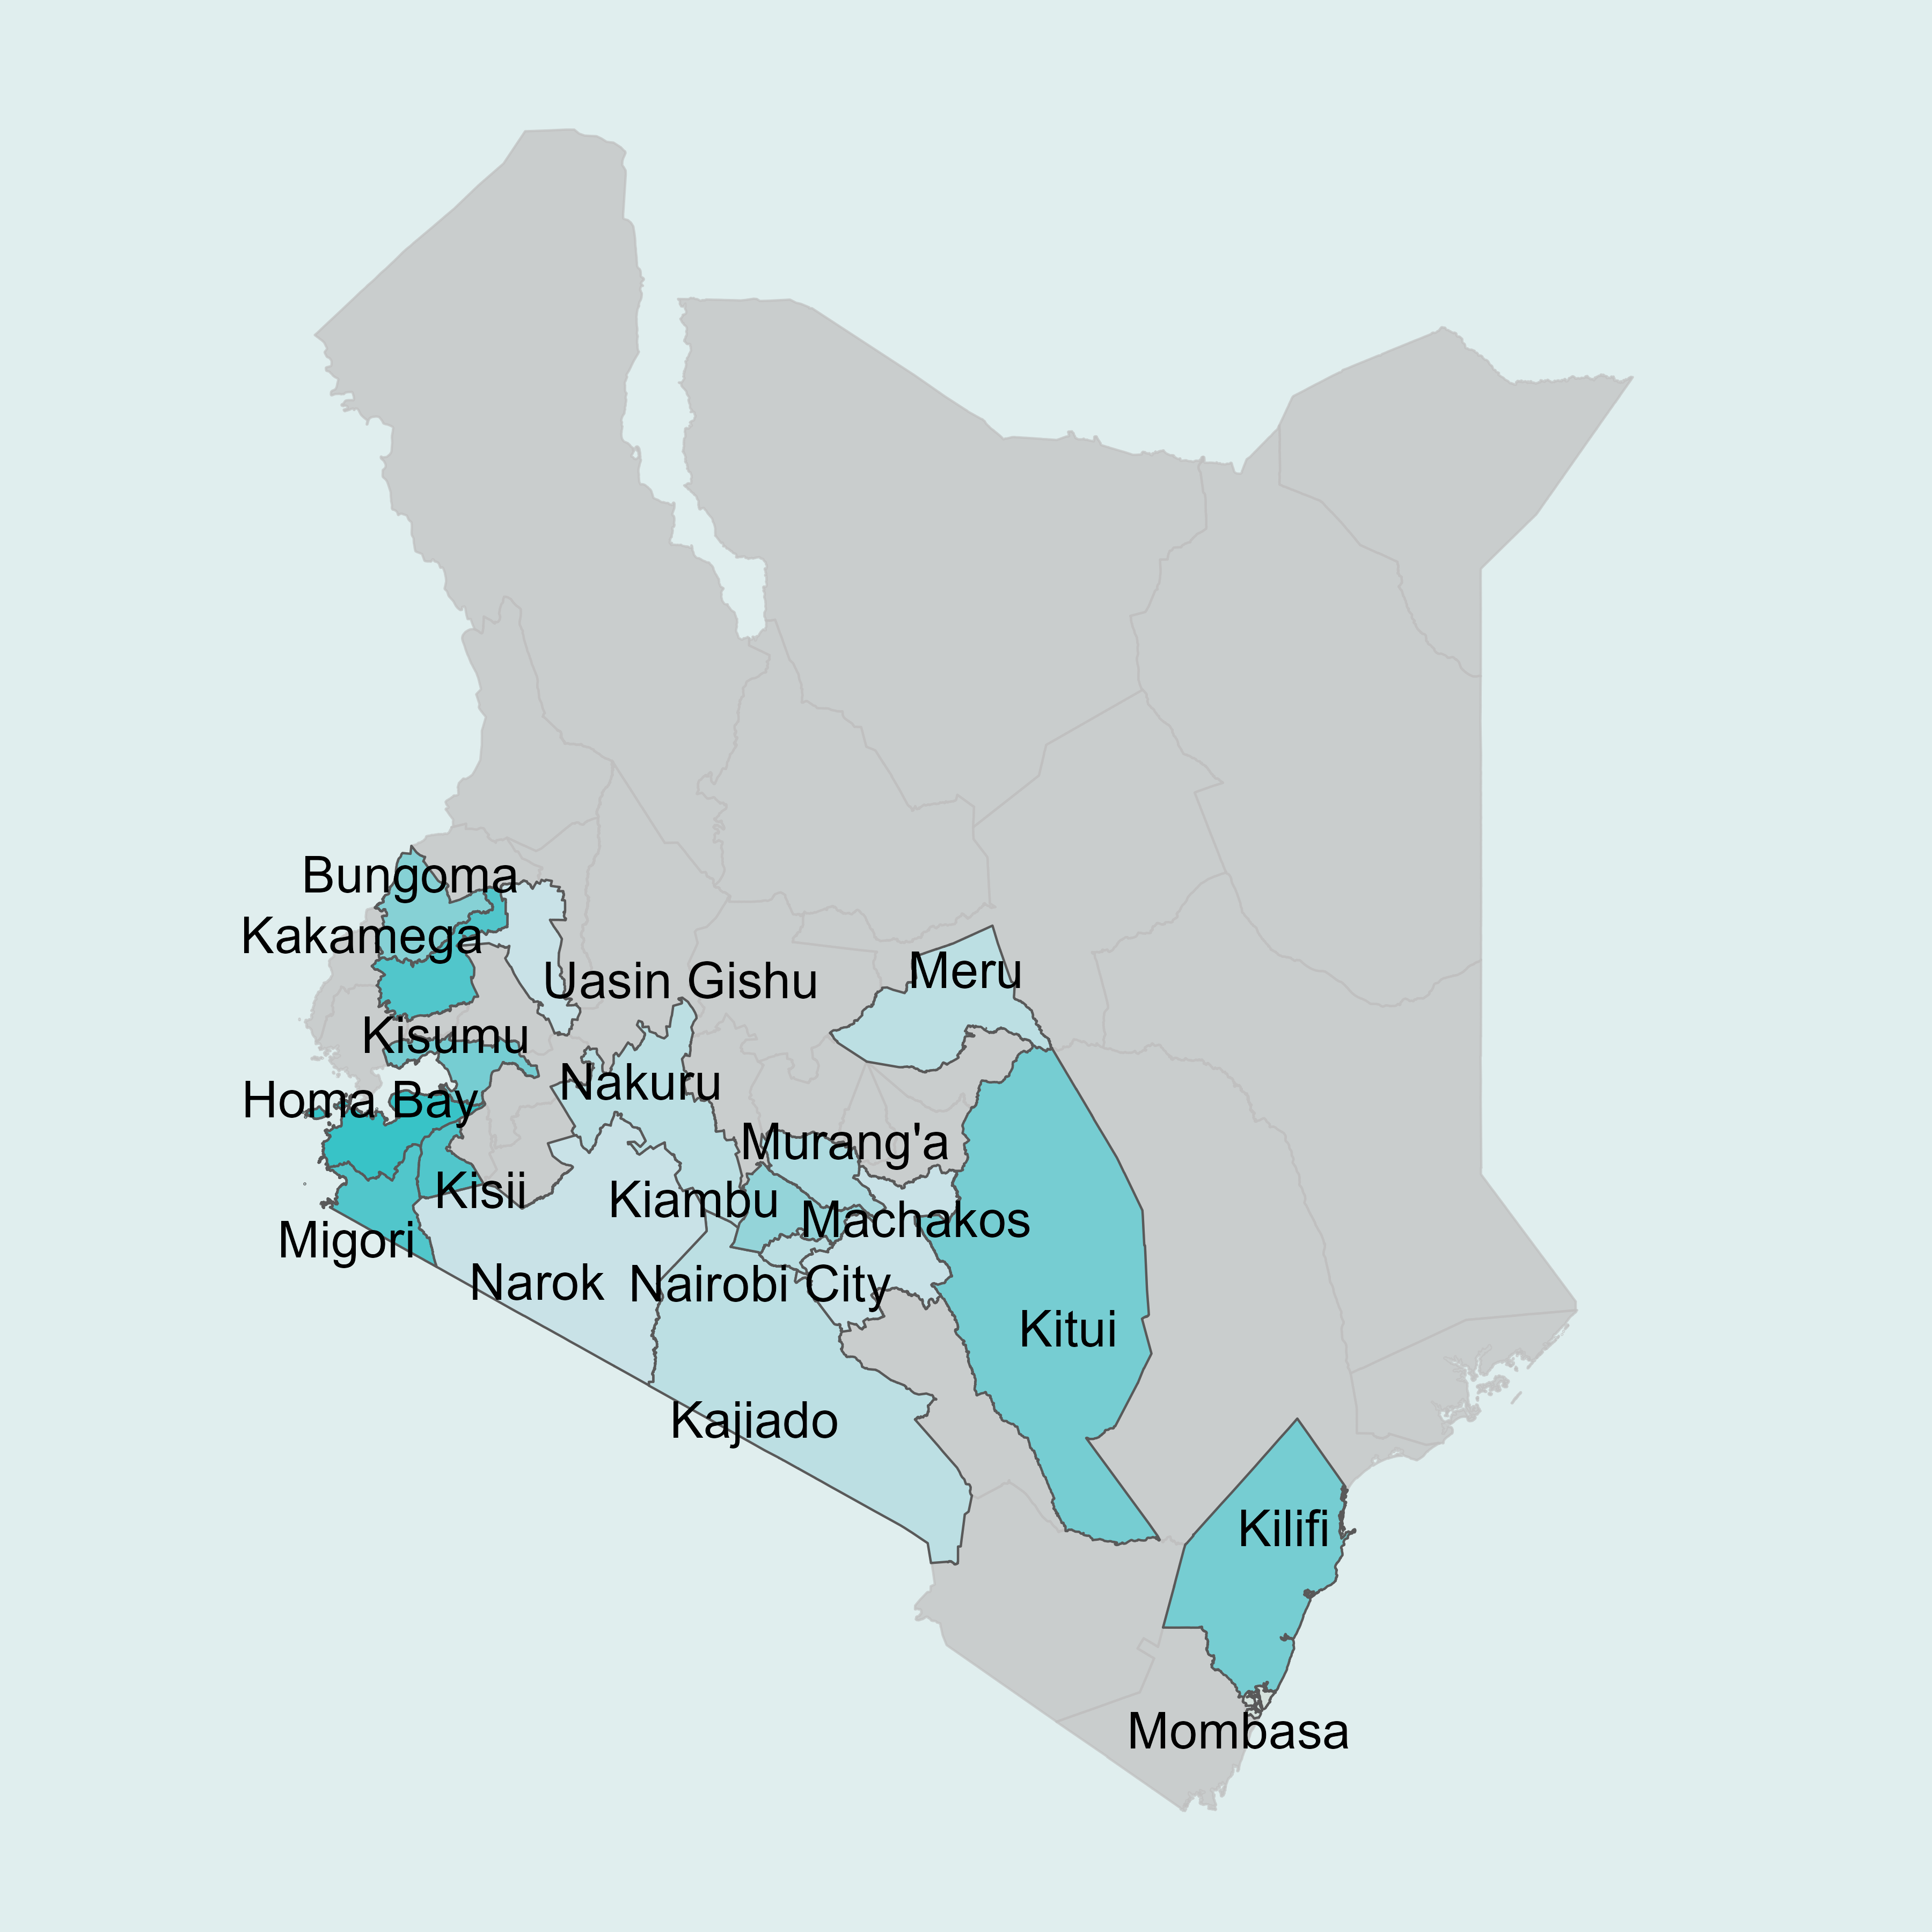 Bungoma
Kakamega
Meru
Uasin Gishu
Kisumu
Nakuru
Homa Bay
Murang'a
Kisii
Kiambu
Machakos
Migori
Narok
Nairobi City
Kitui
Kajiado
Kilifi
Mombasa